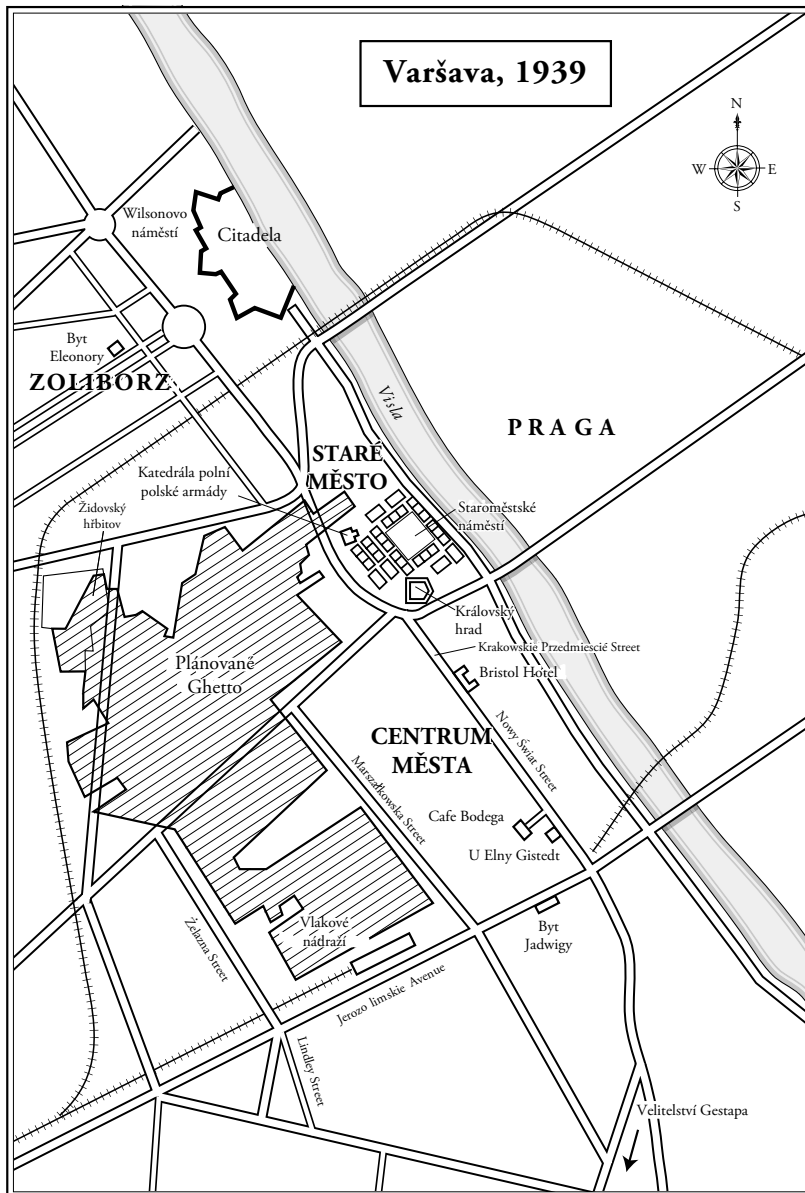 Varšava, 1939
N
W
E
S
Wilsonovo
náměstí
Citadela
Byt
Eleonory
ZOLIBORZ
Visla
PRAGA
STARÉ
MĚSTO
Katedrála polní
polské armády
Židovský
hřbitov
Staroměstské
náměstí
Královský
hrad
Krakowskie Przedmiescié Street
Bristol Hotel
Plánované
Ghetto
CENTRUM
MĚSTA
Nowy Świat Street
Marszałkowska Street
Cafe Bodega
U Elny Gistedt
Vlakové
nádraží
Byt
Jadwigy
Żelazna Street
Jerozo limskie Avenue
Lindley Street
Velitelství Gestapa